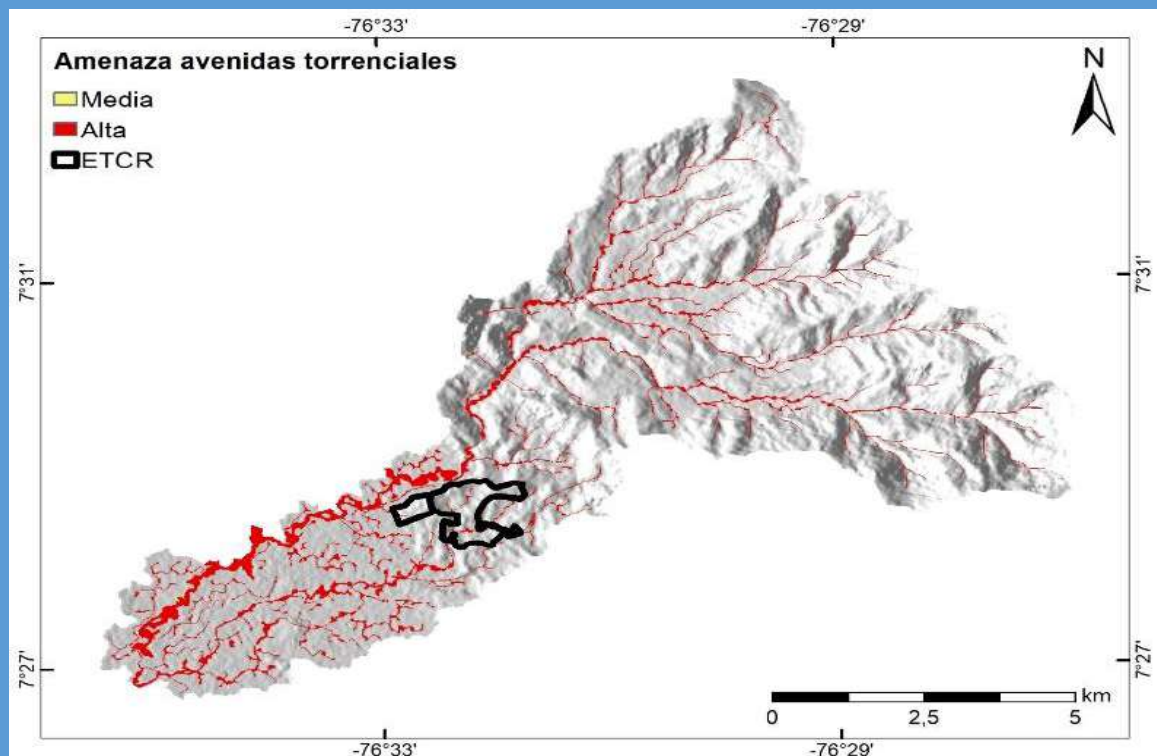 -76°33' -76°29'
Amenaza avenidas torrenciales
Media
Alta
ETCR
N
7°31' 7°31'
7°27' 7°27'
km
0 2,5 5
-76°33' -76°29'